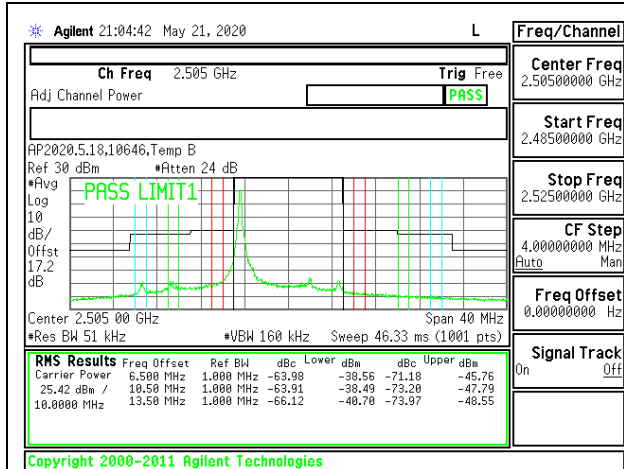 Agilent 21:04:42 May 21, 2020 L
Freq/Channel
Ch Freq 2.505 GHz Trig Free
Adj Channel Power PASS
Center Freq
2.50500000 GHz
Start Freq
2.48500000 GHz
Stop Freq
2.52500000 GHz
CF Step
4.00000000 MHz
Auto Man
Freq Offset
0.00000000 Hz
Signal Track
On Off
AP2020.5.18,10646,Temp B
Ref 30 dBm #Atten 24 dB
#Avg
Log
10
dB/
Offst
17.2
dB
PASS LIMIT1
Center 2.505 00 GHz Span 40 MHz
#Res BW 51 kHz #VBW 160 kHz Sweep 46.33 ms (1001 pts)
RMS Results Freq Offset Ref BW dBc Lower dBm dBc Upper dBm
Carrier Power 6.500 MHz 1.000 MHz -63.98 -38.56 -71.18 -45.76
25.42 dBm / 10.50 MHz 1.000 MHz -63.91 -38.49 -73.20 -47.79
10.0000 MHz 13.50 MHz 1.000 MHz -66.12 -40.70 -73.97 -48.55
Copyright 2000-2011 Agilent Technologies